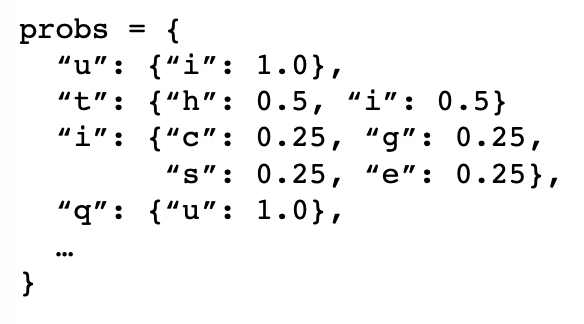 probs = {
“u”: {“i”: 1.0},
“t”: {“h”: 0.5, “i”: 0.5}
“i”: {“c”: 0.25, “g”: 0.25,
“s”: 0.25, “e”: 0.25},
“q”: {“u”: 1.0},
…
}